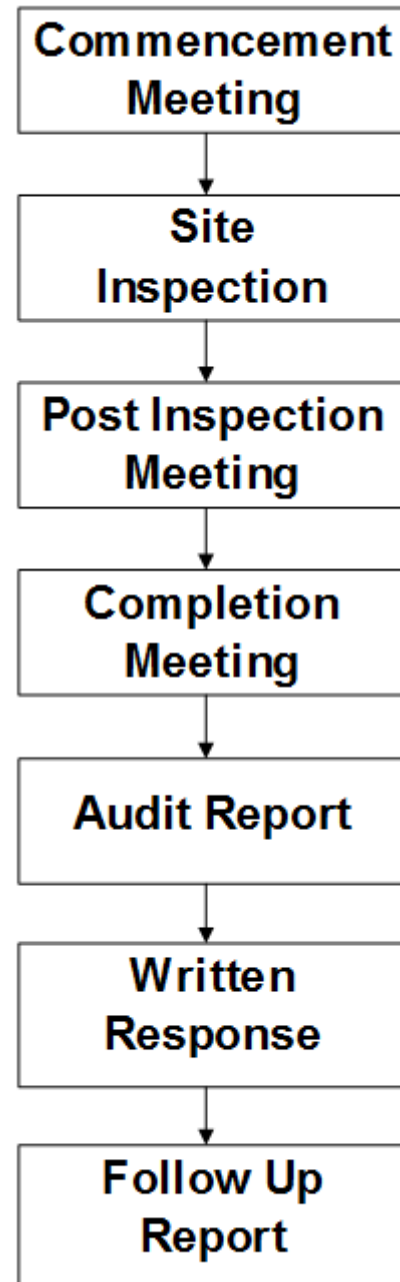 Commencement
Meeting
Site
Inspection
Post Inspection
Meeting
Completion
Meeting
Audit Report
Written
Response
Follow Up
Report